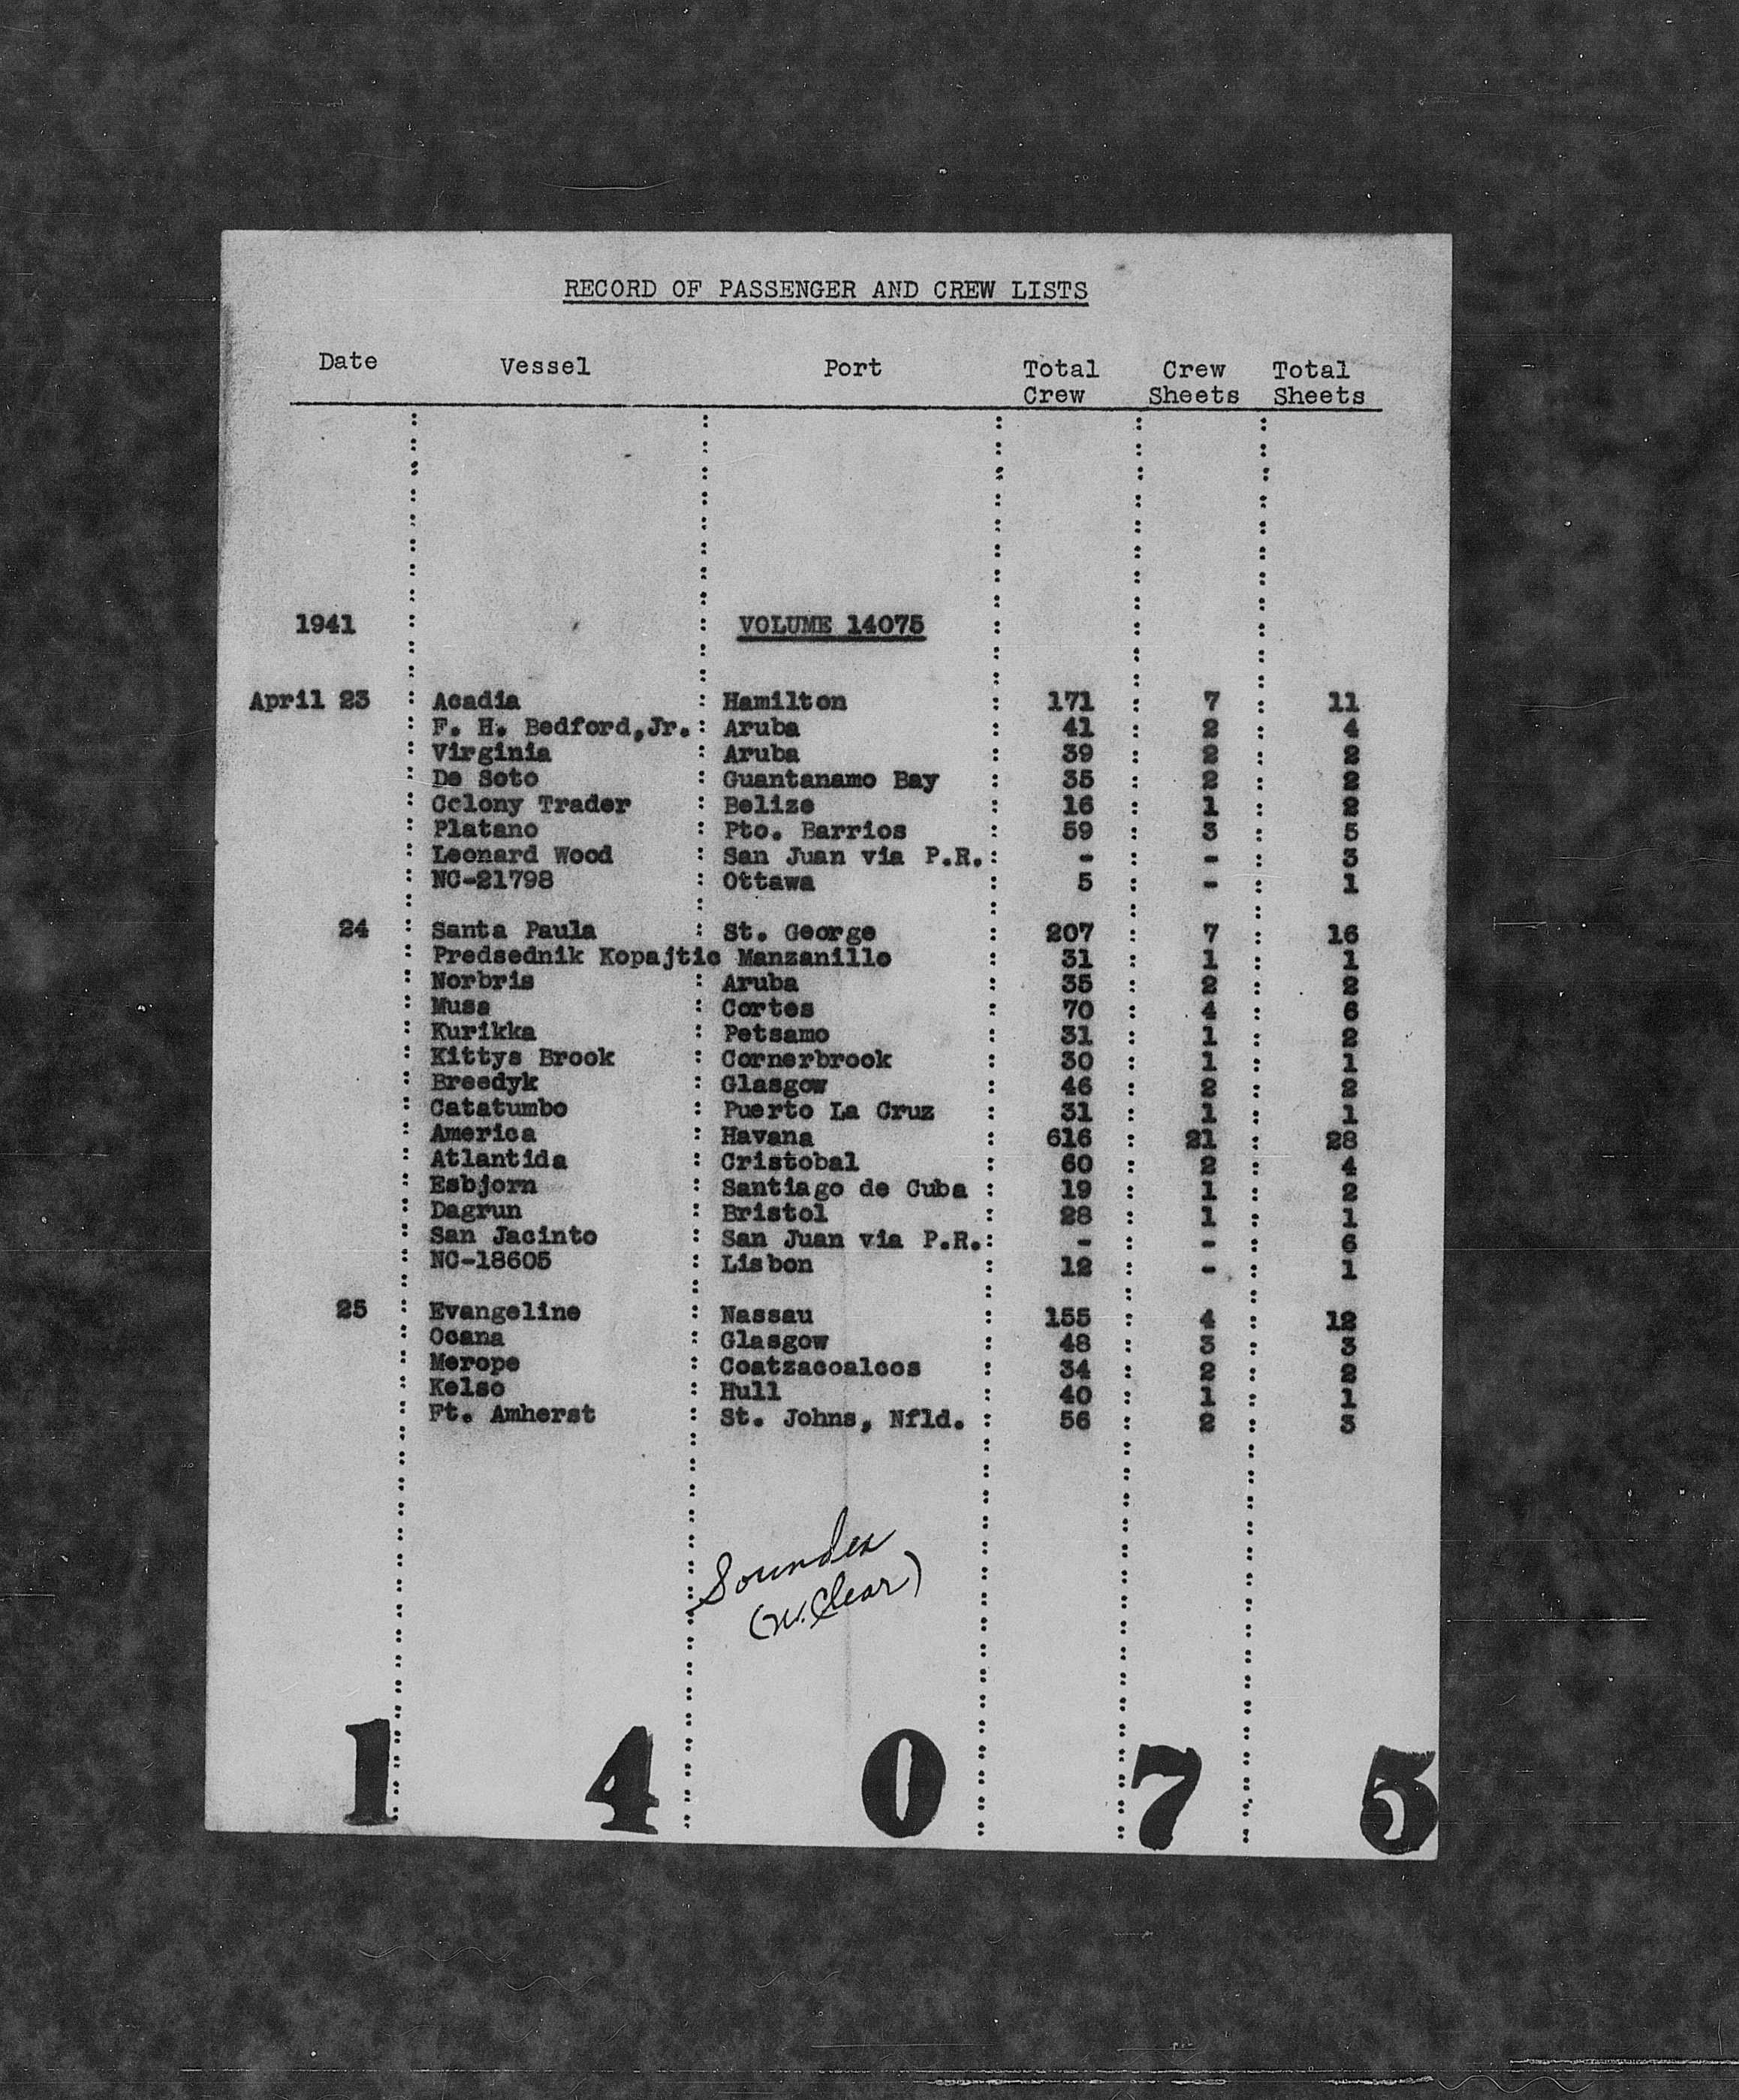 RECORD OF PASSENGER AND CREW LISTS
Date Vessel Port Total Crew Crew Sheets Total Sheets
1941 VOLUME 14075
April 23 Acadia Hamilton 171 7 11
F. H. Bedford,Jr. Aruba 41 2 4
Virginia Aruba 39 2 2
De Soto Guantanamo Bay 35 2 2
Colony Trader Belize 16 1 2
Platano Pto. Barrios 59 3 5
Leonard Wood San Juan via P.R. - - 3
NC-21798 Ottawa 5 - 1
24 Santa Paula St. George 207 7 16
Predsednik Kopajtic Manzanillo 31 1 1
Norbris Aruba 35 2 2
Musa Cortes 70 4 6
Kurikka Petsamo 31 1 2
Kittys Brook Cornerbrook 30 1 1
Breedyk Glasgow 46 2 2
Catatumbo Puerto La Cruz 31 1 1
America Havana 616 21 28
Atlantida Cristobal 60 2 4
Esbjorn Santiago de Cuba 19 1 2
Dagrun Bristol 28 1 1
San Jacinto San Juan via P.R. - - 6
NC-18605 Lisbon 12 - 1
25 Evangeline Nassau 155 4 12
Ocana Glasgow 48 3 3
Merope Coatzacoalcos 34 2 2
Kelso Hull 40 1 1
Ft. Amherst St. Johns, Nfld. 56 2 3
Soundex
14075